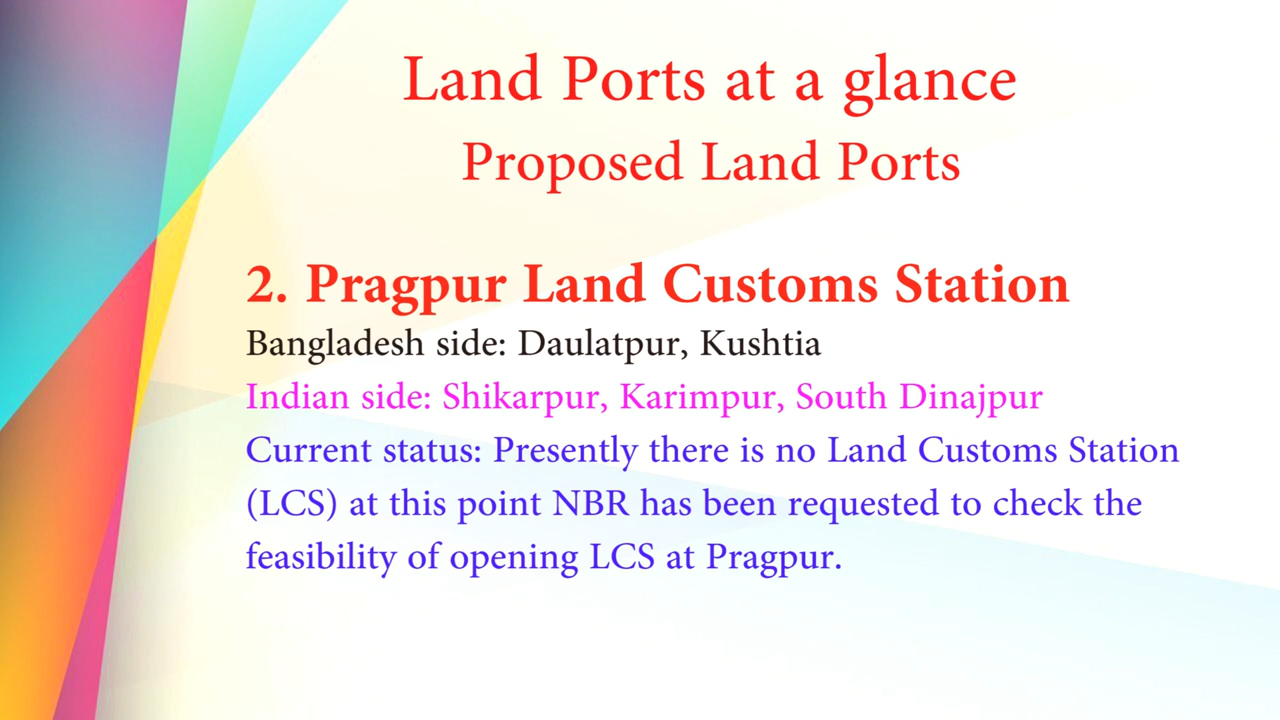 Land Ports at a glance
Proposed Land Ports
2. Pragpur Land Customs Station
Bangladesh side: Daulatpur, Kushtia
Indian side: Shikarpur, Karimpur, South Dinajpur
Current status: Presently there is no Land Customs Station
(LCS) at this point NBR has been requested to check the
feasibility of opening LCS at Pragpur.